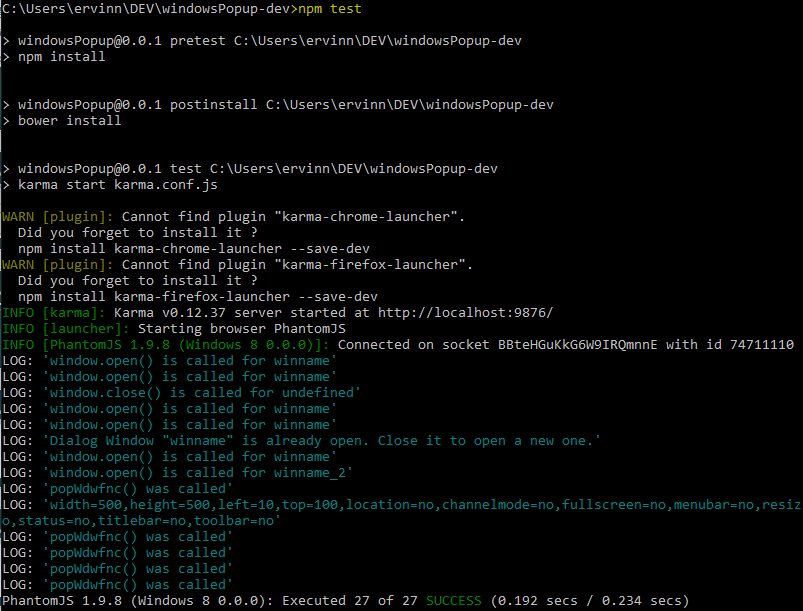 C:\Users\ervinn\DEV\windowsPopup-dev>npm test
> windowsPopup@0.0.1 pretest C:\Users\ervinn\DEV\windowsPopup-dev
> npm install
> windowsPopup@0.0.1 postinstall C:\Users\ervinn\DEV\windowsPopup-dev
> bower install
> windowsPopup@0.0.1 test C:\Users\ervinn\DEV\windowsPopup-dev
> karma start karma.conf.js
WARN [plugin]: Cannot find plugin "karma-chrome-launcher".
Did you forget to install it ?
npm install karma-chrome-launcher --save-dev
WARN [plugin]: Cannot find plugin "karma-firefox-launcher".
Did you forget to install it ?
npm install karma-firefox-launcher --save-dev
INFO [karma]: Karma v0.12.37 server started at http://localhost:9876/
INFO [launcher]: Starting browser PhantomJS
INFO [PhantomJS 1.9.8 (Windows 8 0.0.0)]: Connected on socket BBteHGuKkG6W9IRQmnnE with id 74711110
LOG: 'window.open() is called for winname'
LOG: 'window.open() is called for winname'
LOG: 'window.close() is called for undefined'
LOG: 'window.open() is called for winname'
LOG: 'window.open() is called for winname'
LOG: 'Dialog Window "winname" is already open. Close it to open a new one.'
LOG: 'window.open() is called for winname'
LOG: 'window.open() is called for winname_2'
LOG: 'popWdwfnc() was called'
LOG: 'width=500,height=500,left=10,top=100,location=no,channelmode=no,fullscreen=no,menubar=no,resiz
o,status=no,titlebar=no,toolbar=no'
LOG: 'popWdwfnc() was called'
LOG: 'popWdwfnc() was called'
LOG: 'popWdwfnc() was called'
LOG: 'popWdwfnc() was called'
PhantomJS 1.9.8 (Windows 8 0.0.0): Executed 27 of 27 SUCCESS (0.192 secs / 0.234 secs)